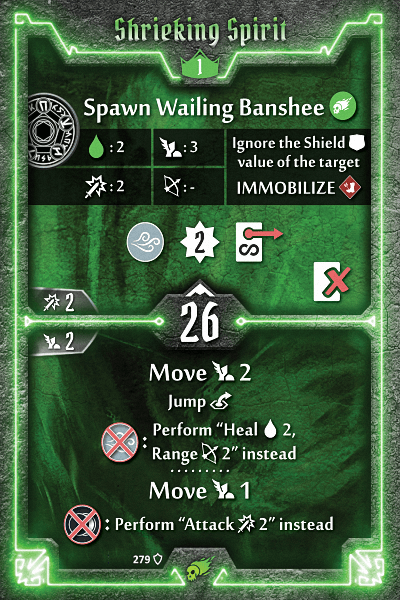 Shrieking Spirit
1
Spawn Wailing Banshee
: 2
: 3
Ignore the Shield
value of the target
: 2
: -
IMMOBILIZE
2
S
2
26
2
Move 2
Jump
: Perform “Heal 2,
Range 2” instead
Move 1
: Perform “Attack 2” instead
279